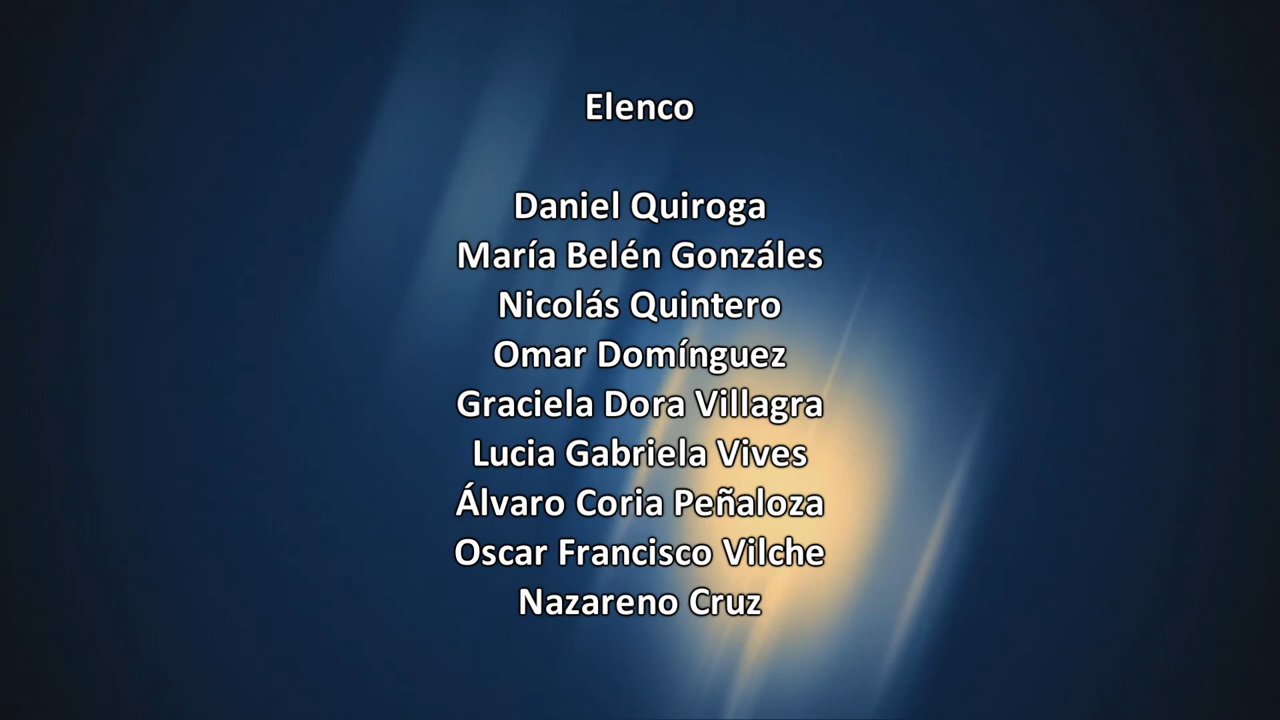 Elenco
Daniel Quiroga
María Belén Gonzáles
Nicolás Quintero
Omar Domínguez
Graciela Dora Villagra
Lucia Gabriela Vives
Álvaro Coria Peñaloza
Oscar Francisco Vilche
Nazareno Cruz